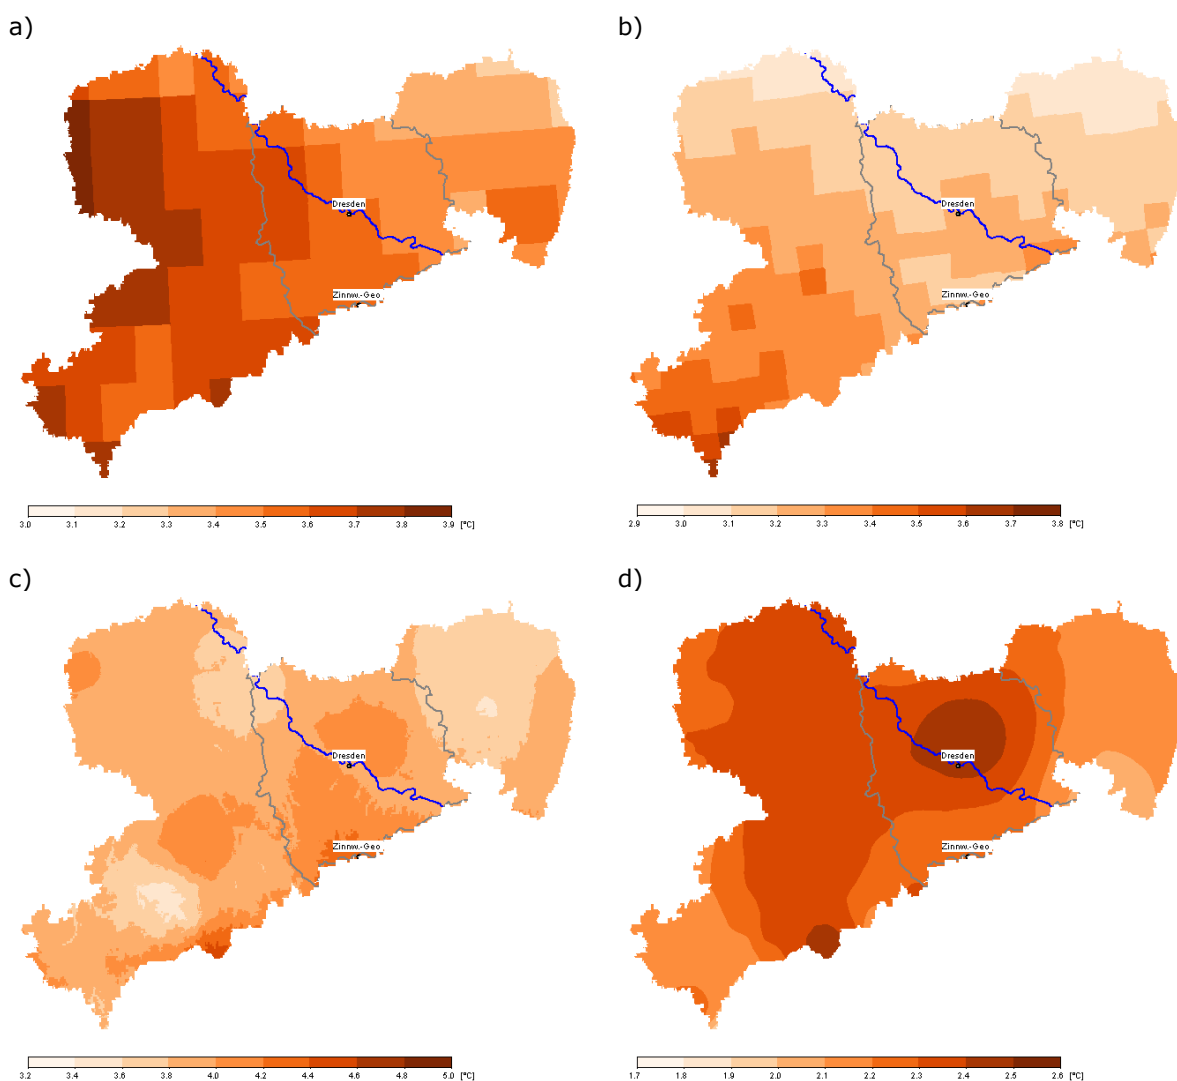 a)
b)
Dresden
Dresden
Zinnw.-Geo
Zinnw.-Geo
3.0 3.1 3.2 3.3 3.4 3.5 3.6 3.7 3.8 3.9 [°C]
2.9 3.0 3.1 3.2 3.3 3.4 3.5 3.6 3.7 3.8 [°C]
c)
d)
Dresden
Dresden
Zinnw.-Geo
Zinnw.-Geo
3.2 3.4 3.6 3.8 4.0 4.2 4.4 4.6 4.8 5.0 [°C]
1.7 1.8 1.9 2.0 2.1 2.2 2.3 2.4 2.5 2.6 [°C]